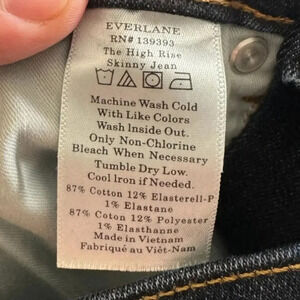 EVERLANE
RN# 139393
The High Rise
Skinny Jean
Machine Wash Cold
With Like Colors
Wash Inside Out.
Only Non-Chlorine
Bleach When Necessary
Tumble Dry Low.
Cool Iron if Needed.
87% Cotton 12% Elasterell-P
1% Elastane
87% Cotton 12% Polyester
1% Elasthanne
Made in Vietnam
Fabriqué au Viêt-Nam